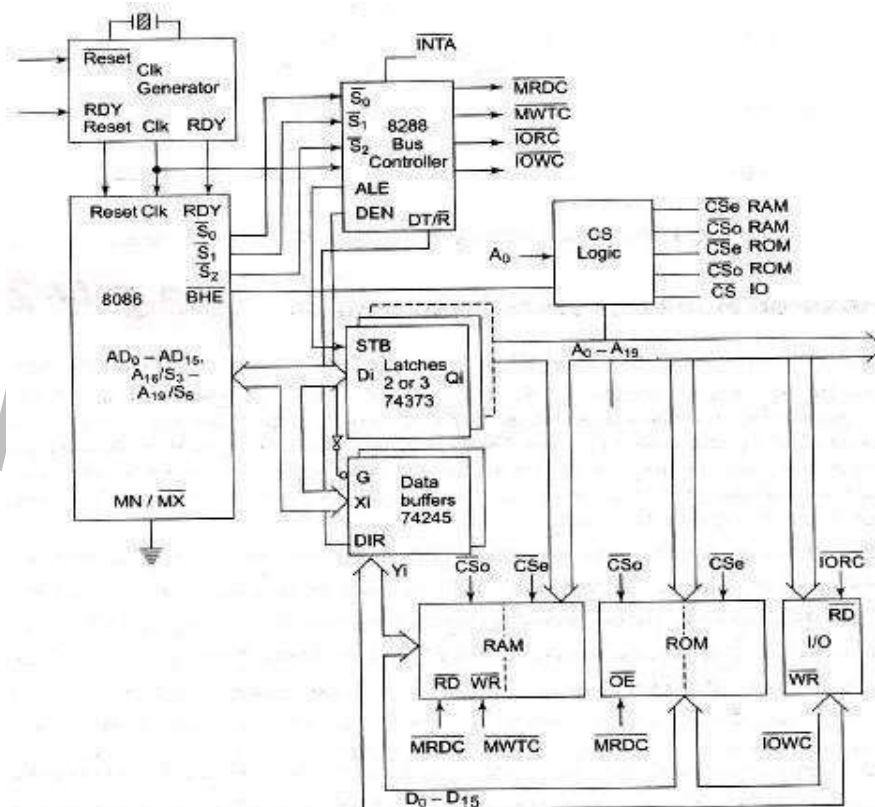 Reset
Clk
Generator
RDY
Reset Clk RDY
INTA
S0
S1
S2
8288
Bus
Controller
ALE
DEN
DT/R
MRDC
MWTC
IORC
IOWC
Reset Clk RDY
S0
S1
S2
BHE
8086
AD0 – AD15,
A16/S3 –
A19/S6
MN / MX
A0
CS
Logic
CSe RAM
CSo RAM
CSe ROM
CSo ROM
CS IO
A0 – A19
STB
Di
Latches
2 or 3
74373
Qi
G
Xi
DIR
Data
buffers
74245
Yi
CSo
CSe
RAM
RD WR
MRDC
MWTC
CSo
CSe
ROM
OE
MRDC
IORC
RD
I/O
WR
IOWC
D0 – D15